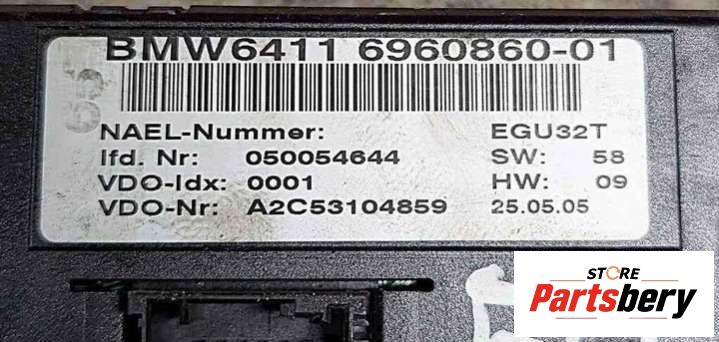 BMW6411 6960860-01
NAEL-Nummer: EGU32T
lfd. Nr: 050054644 SW: 58
VDO-Idx: 0001 HW: 09
VDO-Nr: A2C53104859 25.05.05
STORE
Partsbery